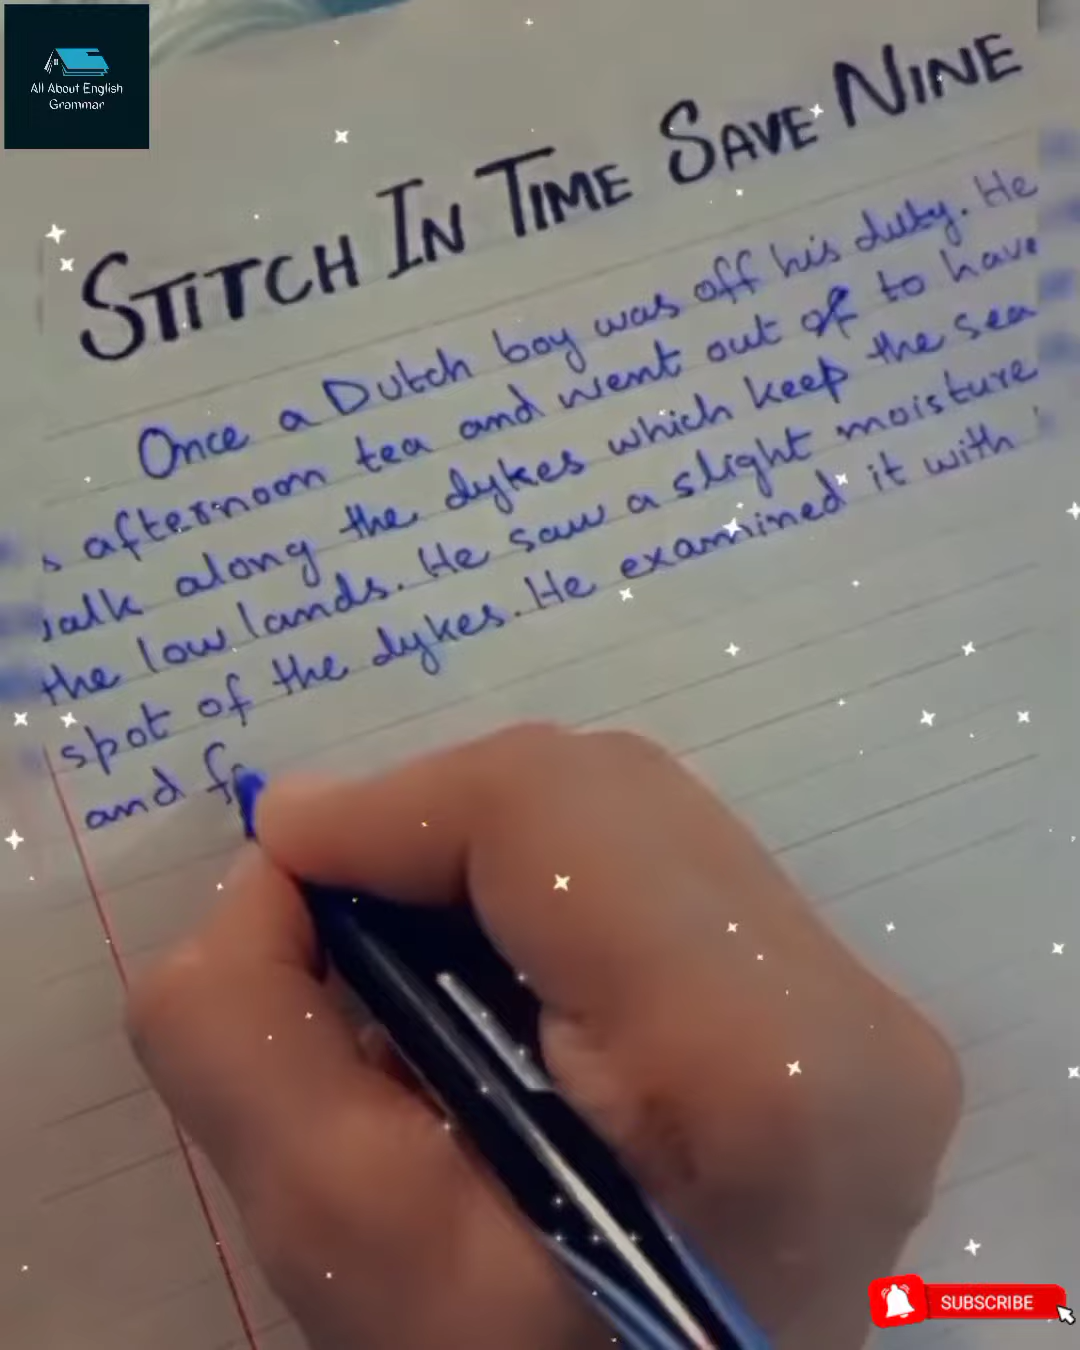 All About English
Grammar
STITCH IN TIME SAVE NINE
Once a Dutch boy was off his duty. He
s afternoon tea and went out of to have
alk along the dykes which keep the sea
the low lands. He saw a slight moisture
spot of the dykes. He examined it with
and
SUBSCRIBE